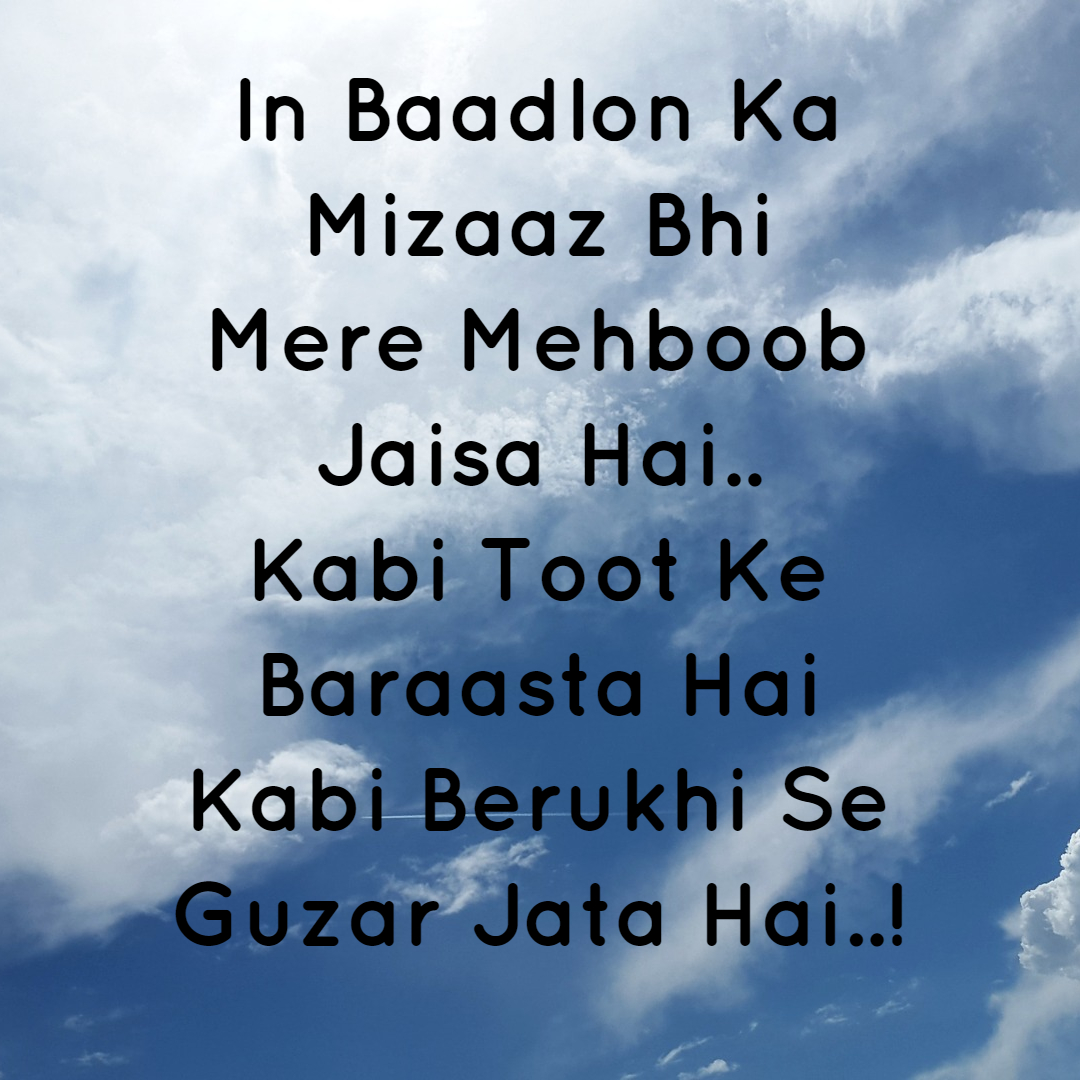 In Baadlon Ka
Mizaaz Bhi
Mere Mehboob
Jaisa Hai..
Kabi Toot Ke
Baraasta Hai
Kabi Berukhi Se
Guzar Jata Hai..!